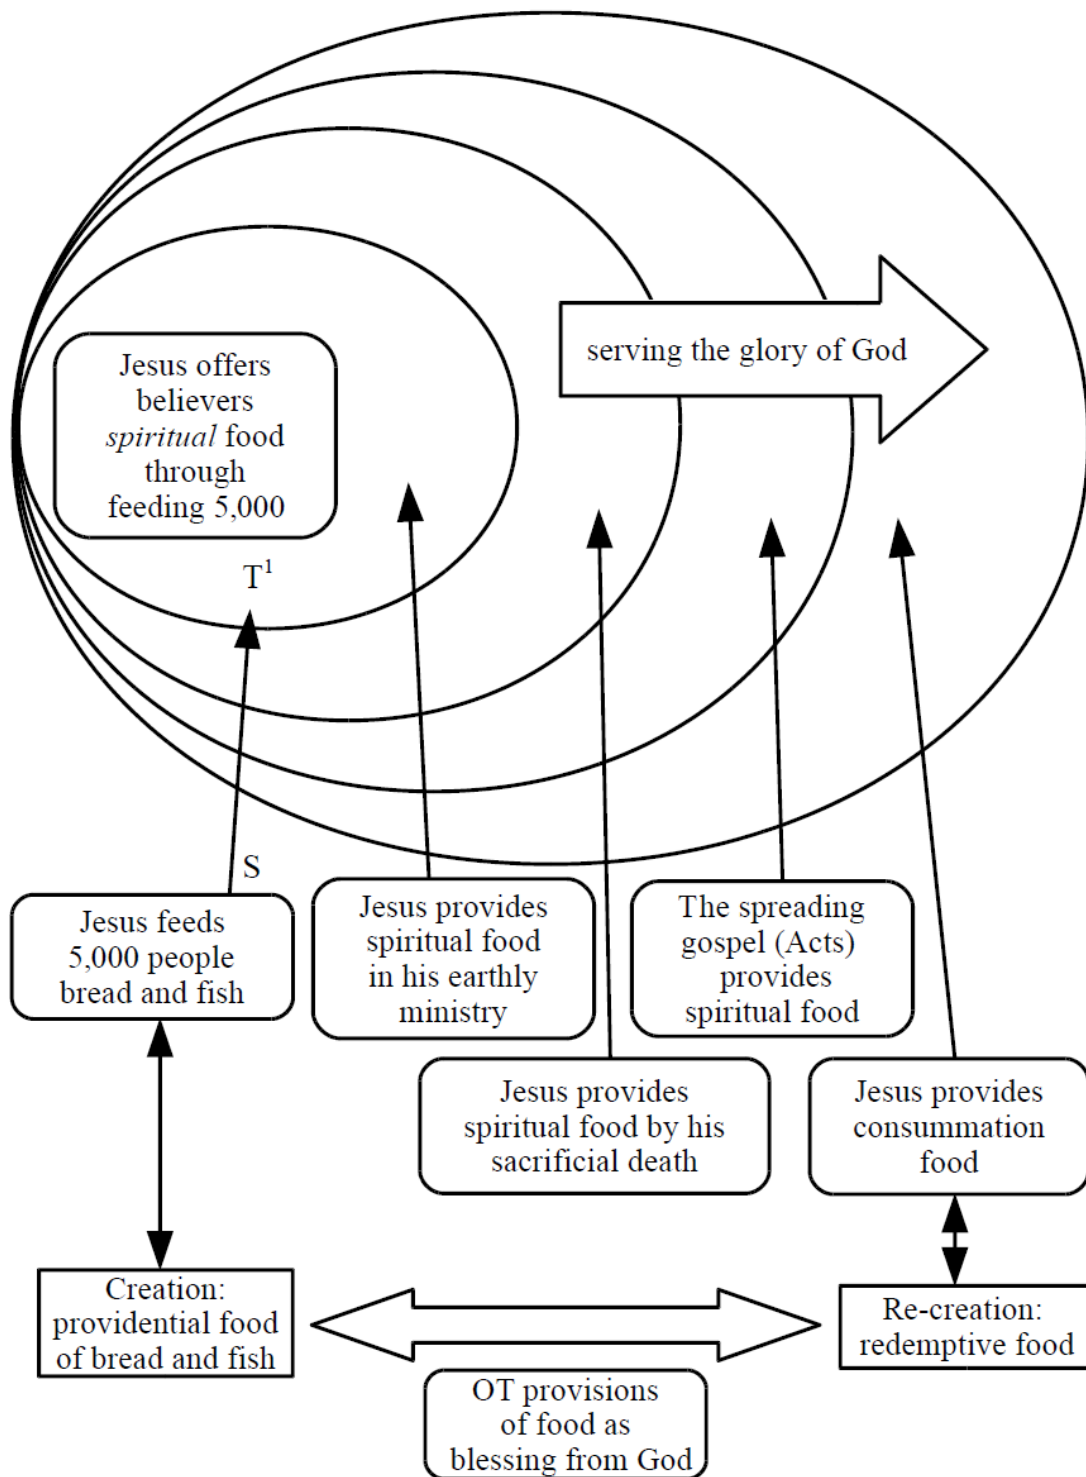 Jesus offers
believers
spiritual food
through
feeding 5,000
serving the glory of God
T¹
S
Jesus feeds
5,000 people
bread and fish
Jesus provides
spiritual food
in his earthly
ministry
The spreading
gospel (Acts)
provides
spiritual food
Jesus provides
spiritual food by his
sacrificial death
Jesus provides
consummation
food
Creation:
providential food
of bread and fish
Re-creation:
redemptive food
OT provisions
of food as
blessing from God